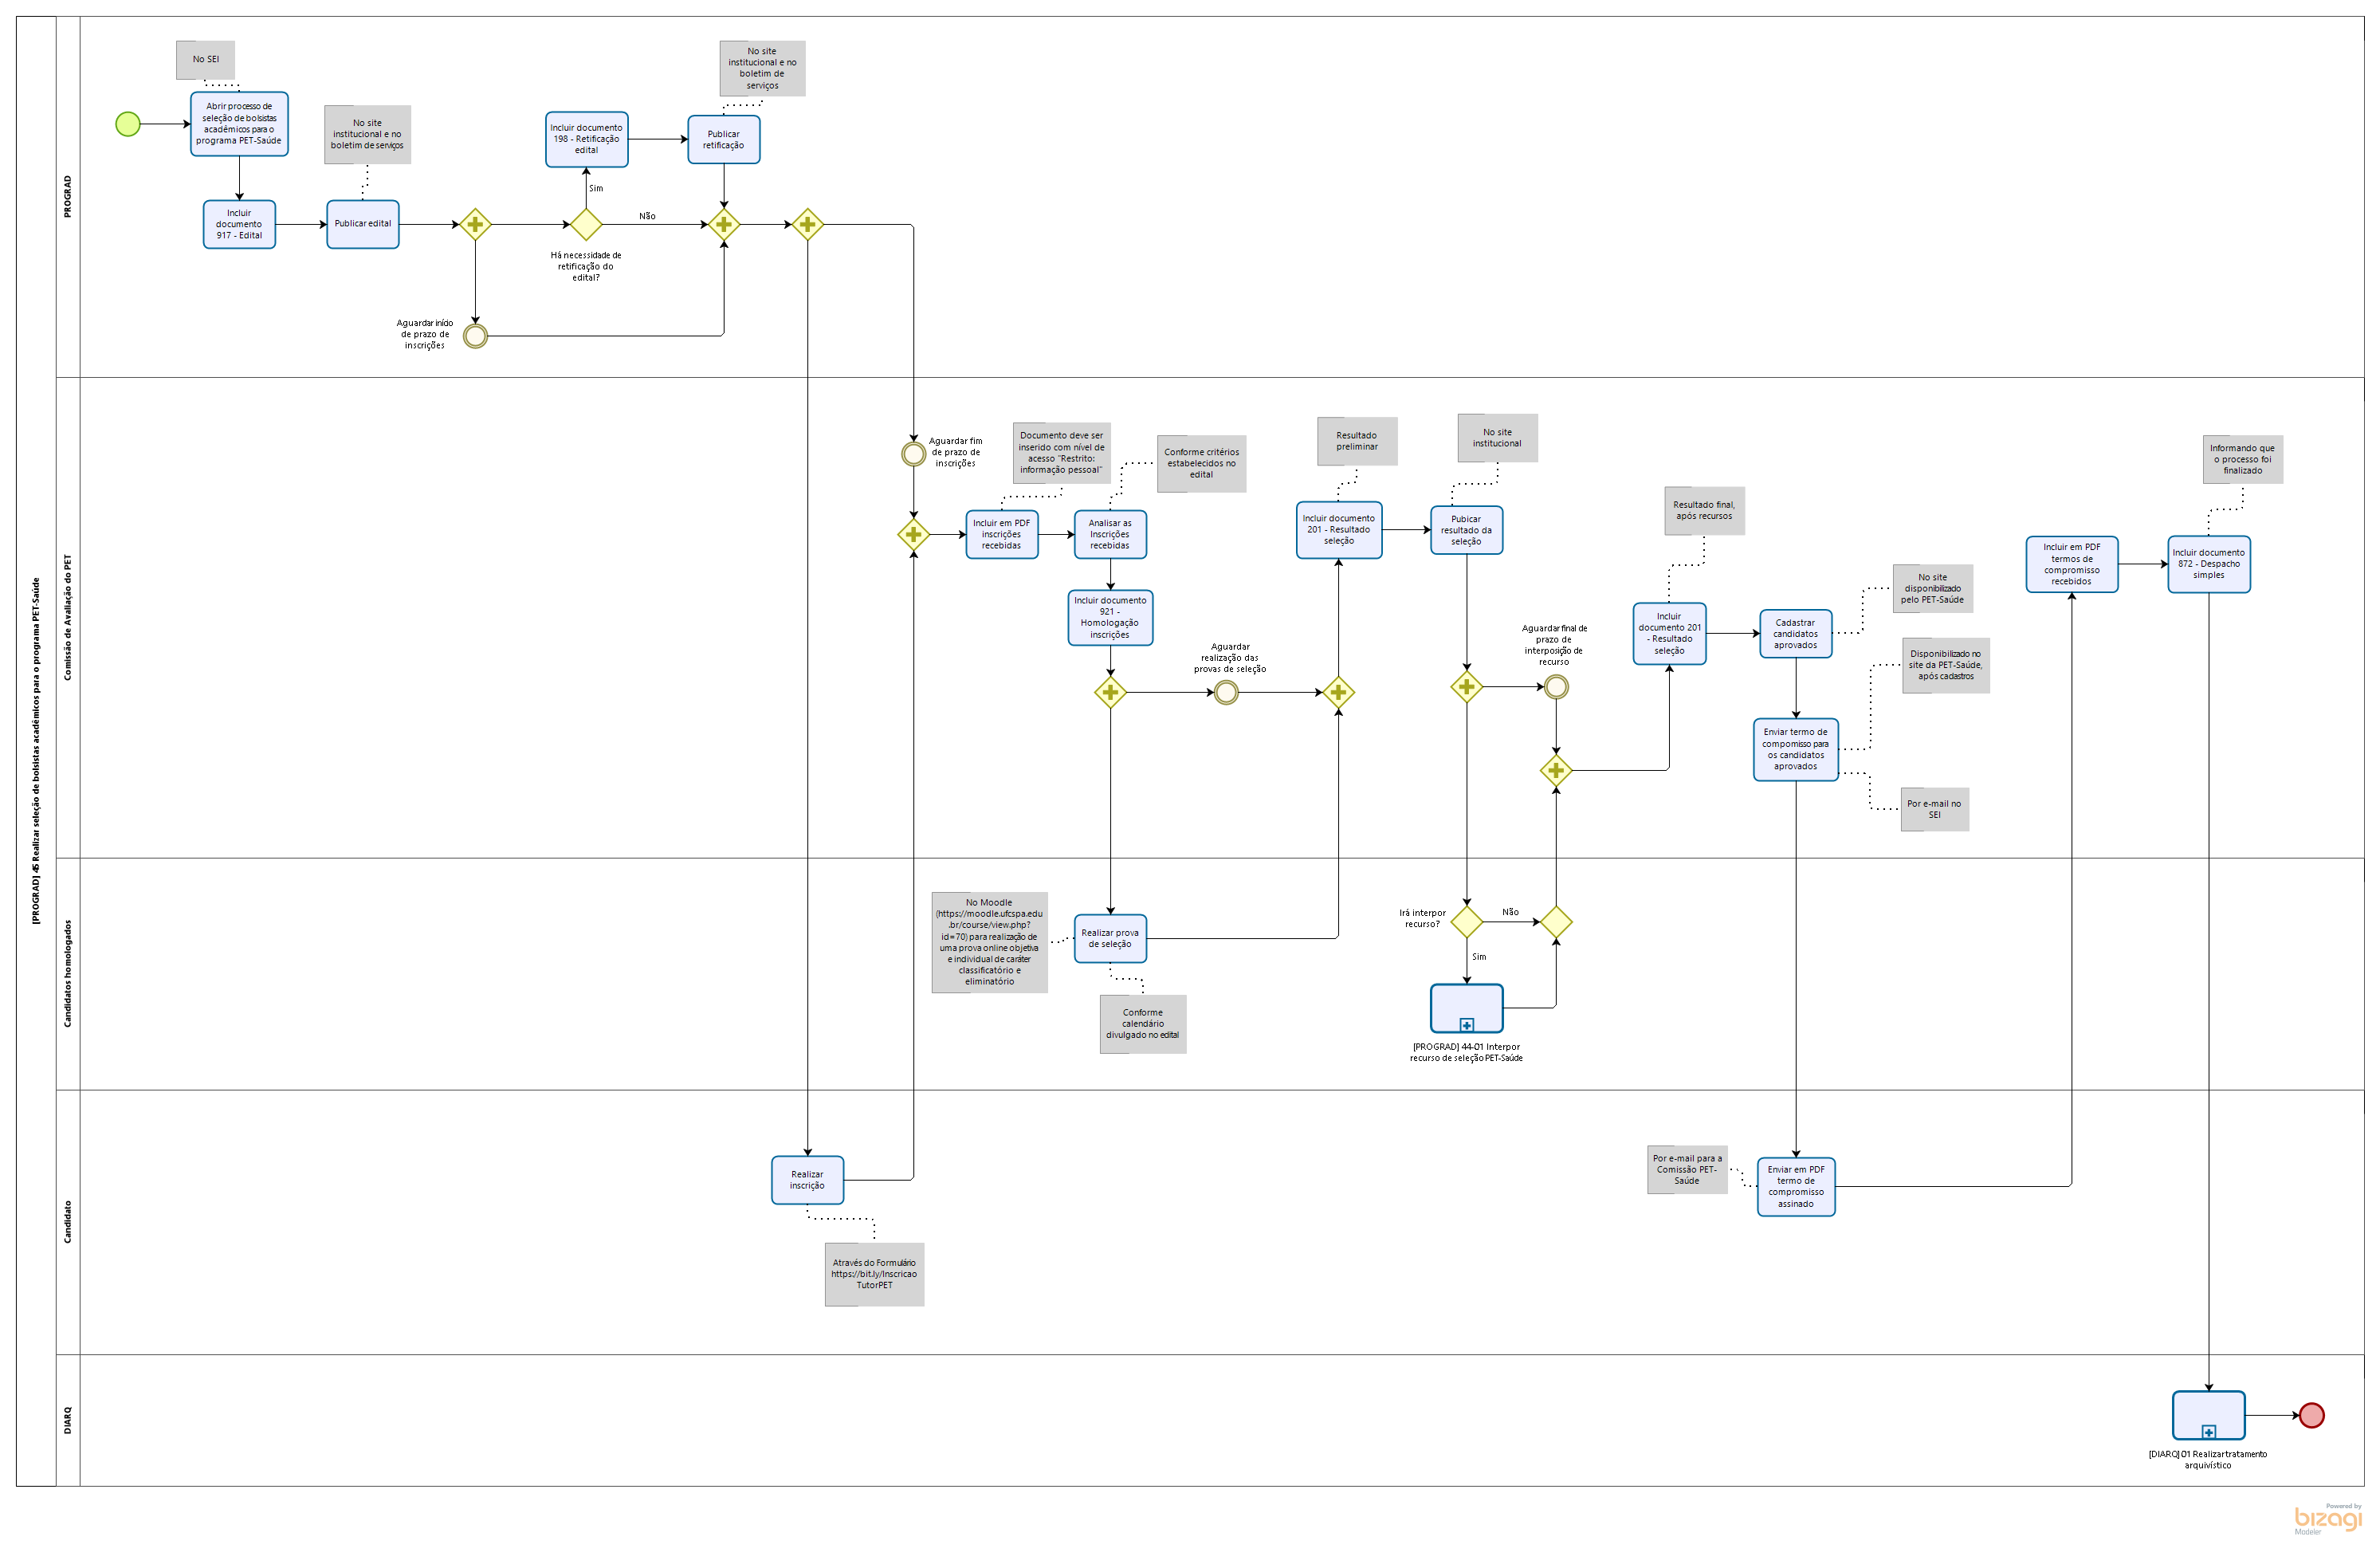 [PROGRAD] 45 Realizar seleção de bolsistas acadêmicos para o programa PET-Saúde
PROGRAD
No SEI
Abrir processo de
seleção de bolsistas
acadêmicos para o
programa PET-Saúde
Incluir
documento
917 - Edital
No site
institucional e no
boletim de serviços
Publicar edital
Aguardar início
de prazo de
inscrições
Há necessidade de
retificação do
edital?
Sim
Não
Incluir documento
198 - Retificação
edital
No site
institucional e no
boletim de
serviços
Publicar
retificação
Comissão de Avaliação do PET
Aguardar fim
de prazo de
inscrições
Documento deve ser
inserido com nível de
acesso "Restrito:
informação pessoal"
Incluir em PDF
inscrições
recebidas
Conforme critérios
estabelecidos no
edital
Analisar as
Inscrições
recebidas
Incluir documento
921 -
Homologação
inscrições
Aguardar
realização das
provas de seleção
Resultado
preliminar
Incluir documento
201 - Resultado
seleção
No site
institucional
Pubicar
resultado da
seleção
Aguardar final de
prazo de
interposição de
recurso
Resultado final,
após recursos
Incluir
documento 201
- Resultado
seleção
Cadastrar
candidatos
aprovados
No site
disponibilizado
pelo PET-Saúde
Disponibilizado no
site da PET-Saúde,
após cadastros
Enviar termo de
compomisso para
os candidatos
aprovados
Por e-mail no
SEI
Incluir em PDF
termos de
compromisso
recebidos
Informando que
o processo foi
finalizado
Incluir documento
872 - Despacho
simples
Candidatos homologados
No Moodle
(https://moodle.ufcspa.edu
.br/course/view.php?
id=70) para realização de
uma prova online objetiva
e individual de caráter
classificatório e
eliminatório
Realizar prova
de seleção
Conforme
calendário
divulgado no edital
Irá interpor
recurso?
Não
Sim
[PROGRAD] 44-01 Interpor
recurso de seleção PET-Saúde
Candidato
Realizar
inscrição
Através do Formulário
https://bit.ly/Inscricao
TutorPET
Por e-mail para a
Comissão PET-
Saúde
Enviar em PDF
termo de
compromisso
assinado
DIARQ
[DIARQ] 01 Realizar tratamento
arquivístico
Powered by
bizagi
Modeler